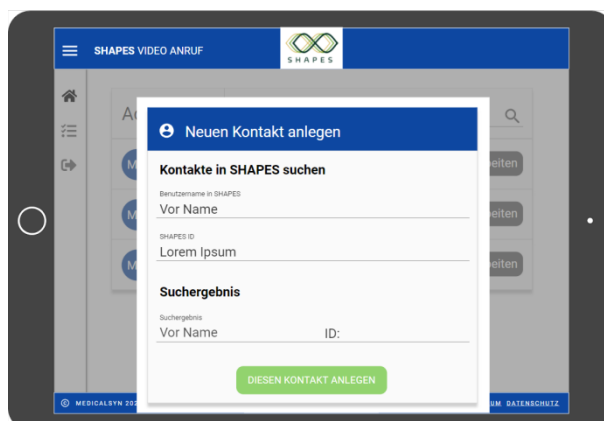 SHAPES VIDEO ANRUF
SHAPES
Neuen Kontakt anlegen
Kontakte in SHAPES suchen
Benutzername in SHAPES
Vor Name
SHAPES ID
Lorem Ipsum
Suchergebnis
Suchergebnis
Vor Name ID:
DIESEN KONTAKT ANLEGEN
© MEDICALSYN DATENSCHUTZ